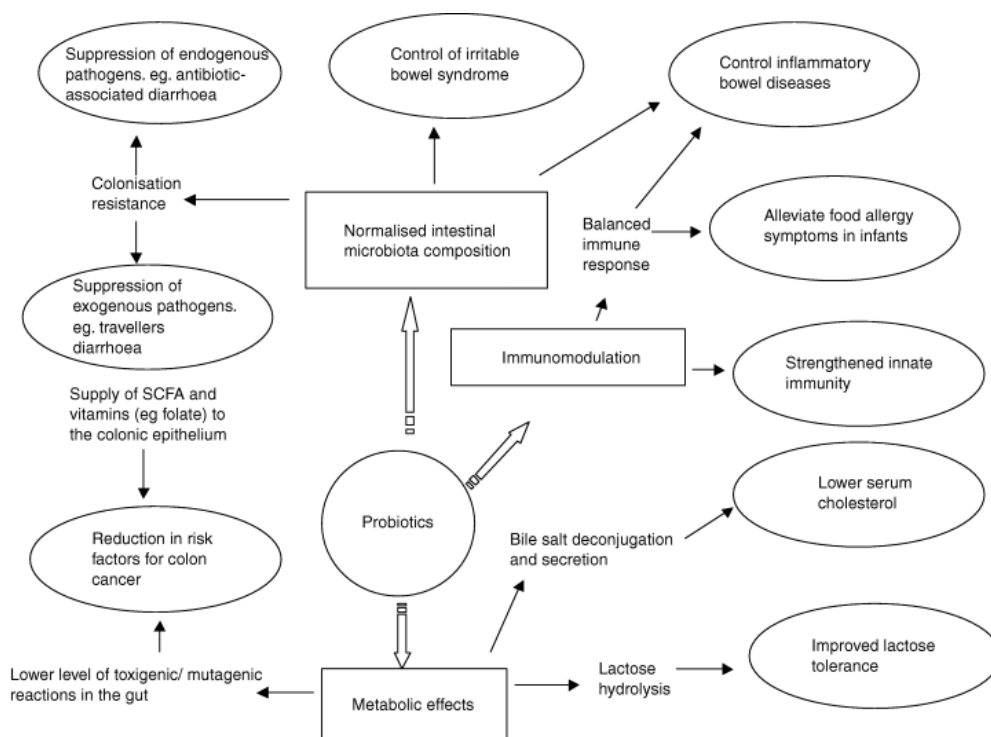 Suppression of endogenous
pathogens. eg. antibiotic-
associated diarrhoea
Control of irritable
bowel syndrome
Control inflammatory
bowel diseases
Colonisation
resistance
Normalised intestinal
microbiota composition
Balanced
immune
response
Alleviate food allergy
symptoms in infants
Suppression of
exogenous pathogens.
eg. travellers
diarrhoea
Immunomodulation
Strengthened innate
immunity
Supply of SCFA and
vitamins (eg folate) to
the colonic epithelium
Lower serum
cholesterol
Probiotics
Reduction in risk
factors for colon
cancer
Bile salt deconjugation
and secretion
Improved lactose
tolerance
Lower level of toxigenic/ mutagenic
reactions in the gut
Metabolic effects
Lactose
hydrolysis